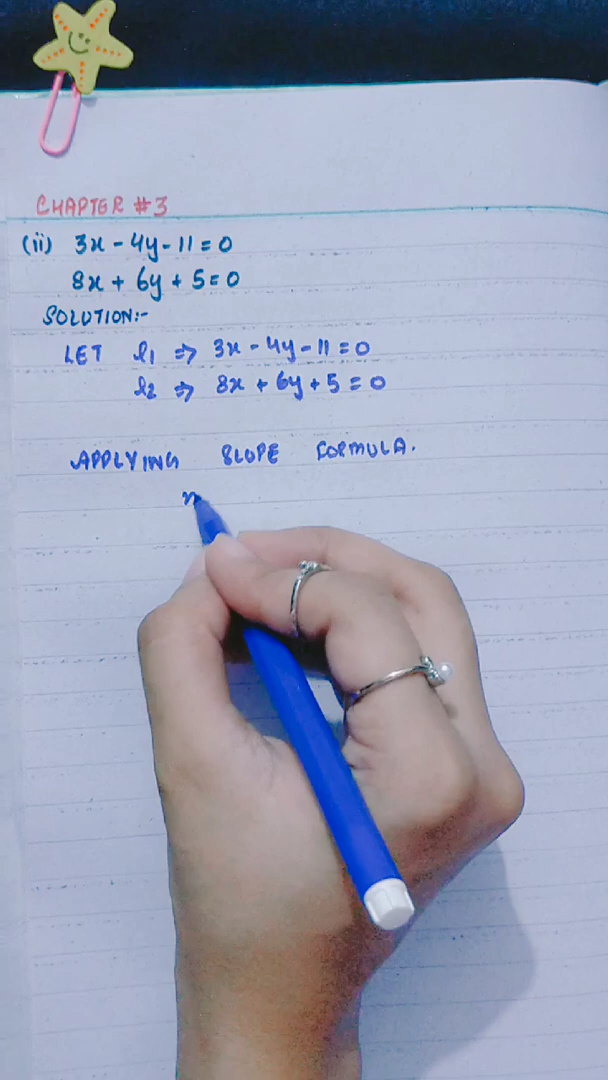 CHAPTER #3
(ii) 3x - 4y - 11 = 0
8x + 6y + 5 = 0
SOLUTION:-
LET l1 ⇒ 3x - 4y - 11 = 0
l2 ⇒ 8x + 6y + 5 = 0
APPLYING SLOPE FORMULA.